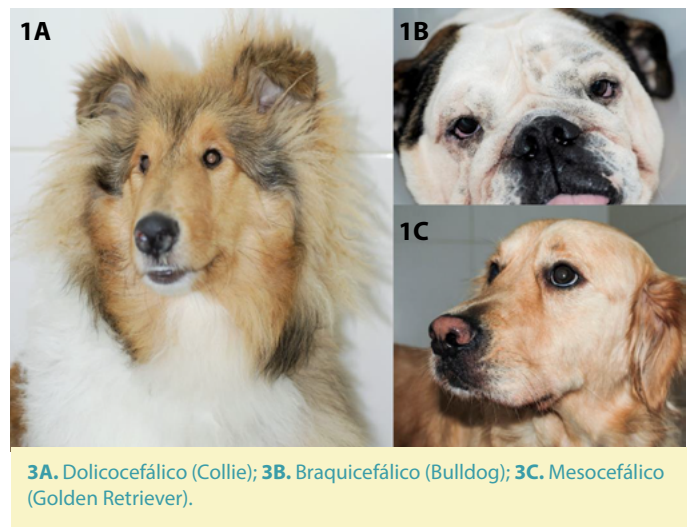 1A
1B
1C
3A. Dolicocefálico (Collie); 3B. Braquicefálico (Bulldog); 3C. Mesocefálico
(Golden Retriever).